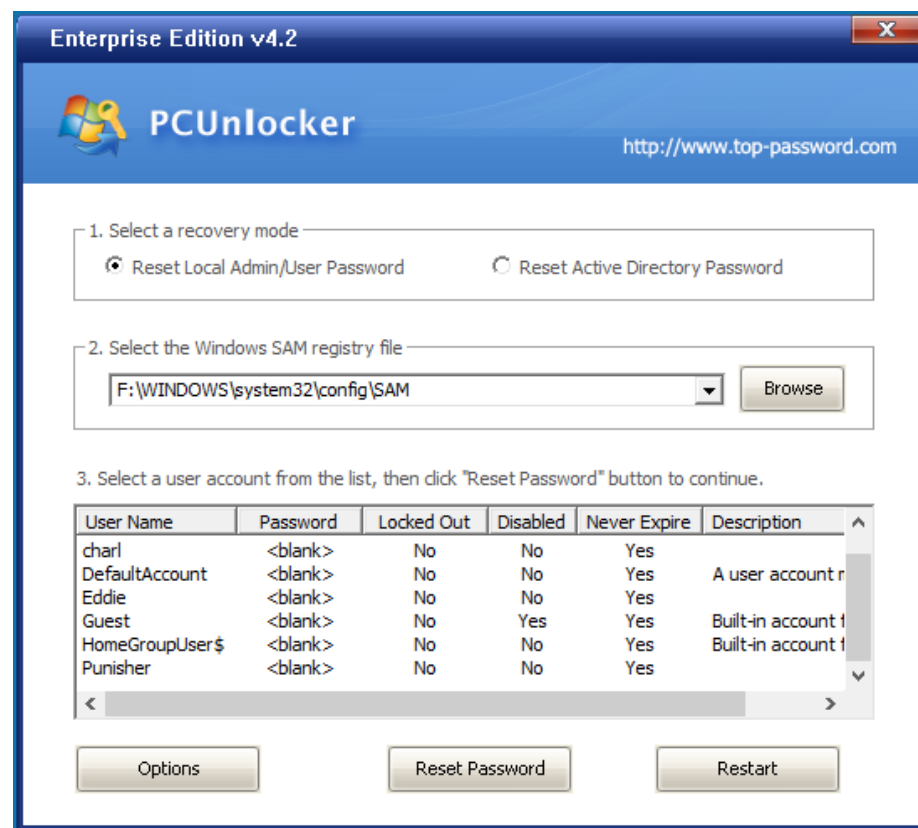 Enterprise Edition v4.2
PCUnlocker
http://www.top-password.com
1. Select a recovery mode
Reset Local Admin/User Password Reset Active Directory Password
2. Select the Windows SAM registry file
F:\WINDOWS\system32\config\SAM Browse
3. Select a user account from the list, then click "Reset Password" button to continue.
User Name Password Locked Out Disabled Never Expire Description
charl <blank> No No Yes
DefaultAccount <blank> No No Yes A user account
Eddie <blank> No No Yes
Guest <blank> No Yes Yes Built-in account
HomeGroupUser$ <blank> No No Yes Built-in account
Punisher <blank> No No Yes
Options Reset Password Restart